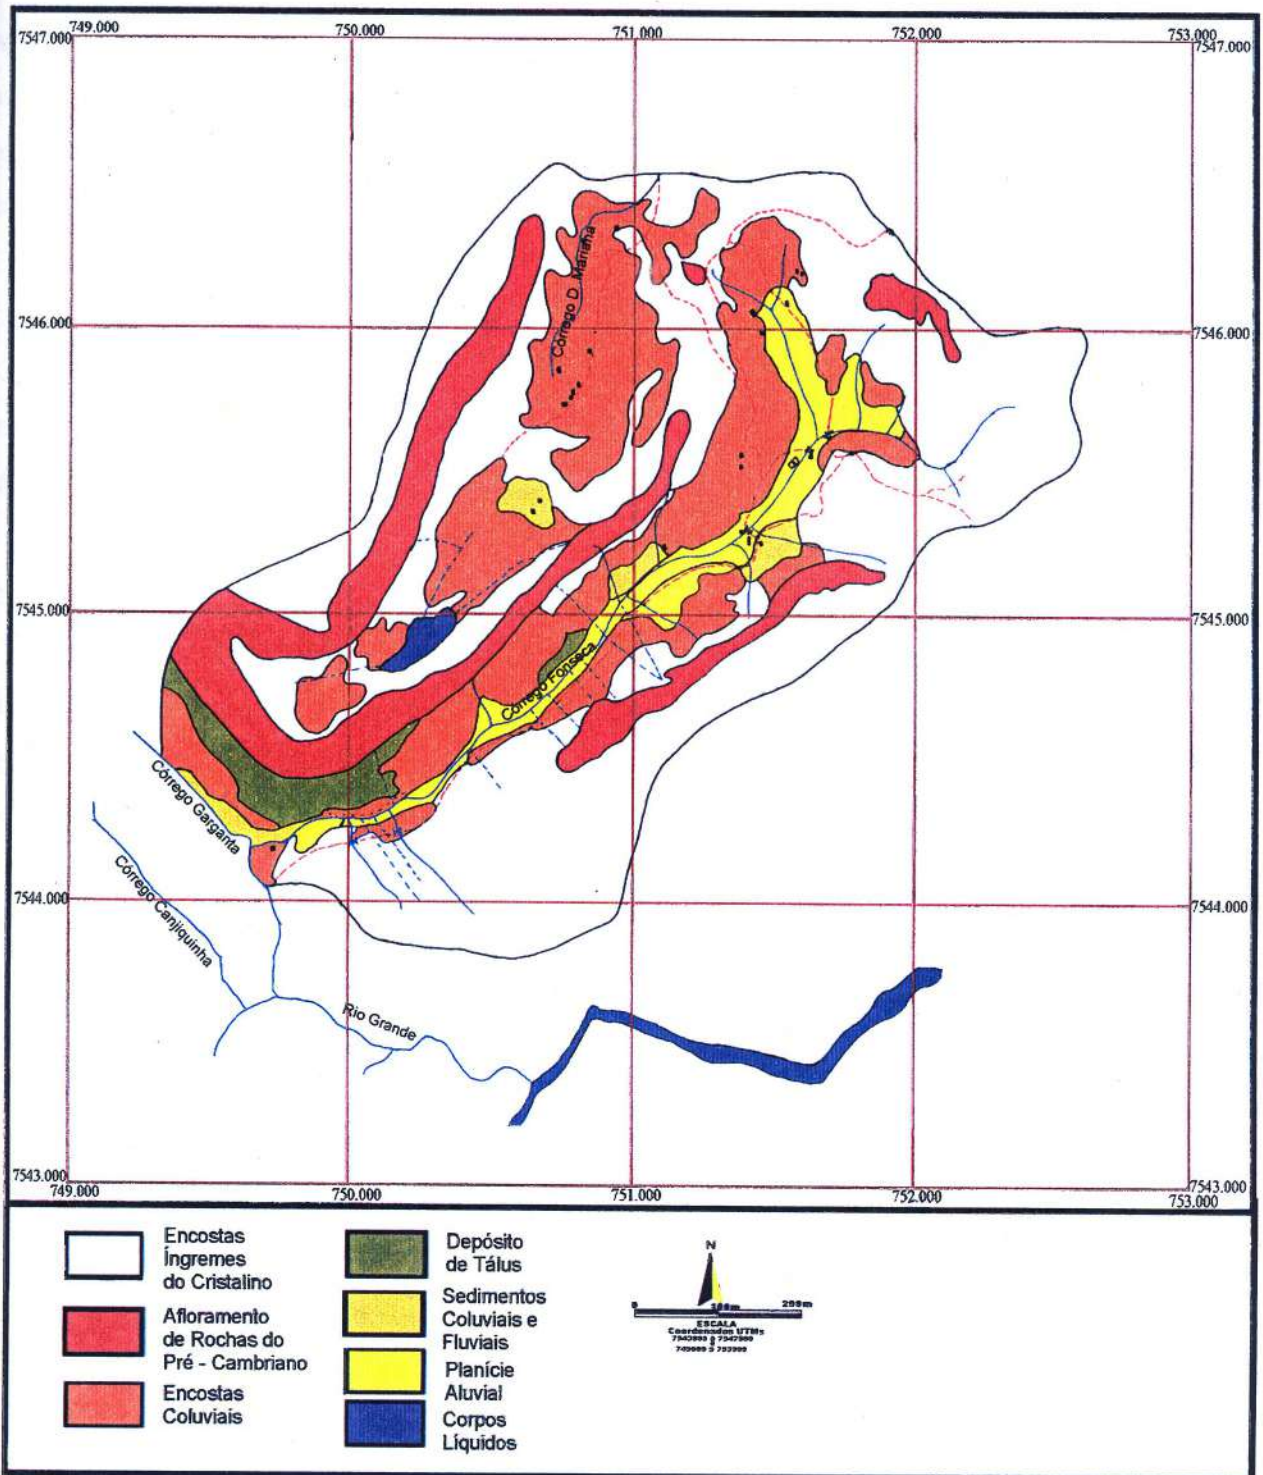 749.000
750.000
751.000
752.000
753.000
7547.000
7547.000
Córrego D. Mariana
7546.000
7546.000
7545.000
7545.000
Córrego Fonseca
Córrego Garganta
Córrego Canjiquinha
7544.000
7544.000
Rio Grande
7543.000
7543.000
749.000
750.000
751.000
752.000
753.000
Encostas
Íngremes
do Cristalino
Afloramento
de Rochas do
Pré - Cambriano
Encostas
Coluviais
Depósito
de Tálus
Sedimentos
Coluviais e
Fluviais
Planície
Aluvial
Corpos
Líquidos
N
0
ESCALA
Coordenadas UTMs